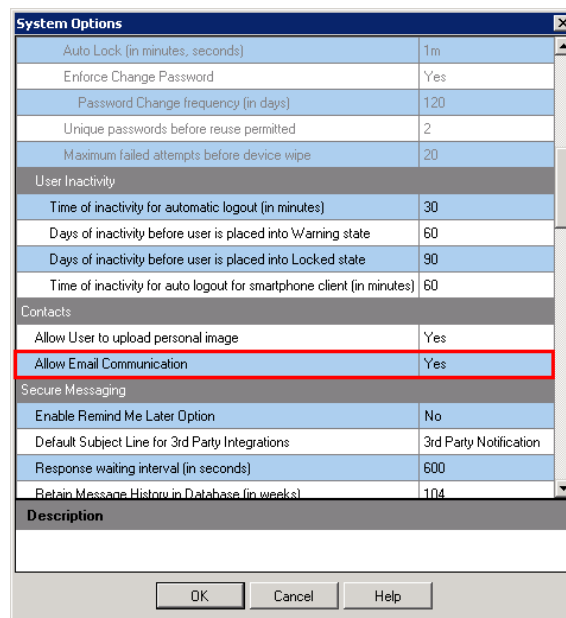 System Options
Auto Lock (in minutes, seconds) 1m
Enforce Change Password Yes
Password Change frequency (in days) 120
Unique passwords before reuse permitted 2
Maximum failed attempts before device wipe 20
User Inactivity
Time of inactivity for automatic logout (in minutes) 30
Days of inactivity before user is placed into Warning state 60
Days of inactivity before user is placed into Locked state 90
Time of inactivity for auto logout for smartphone client (in minutes) 60
Contacts
Allow User to upload personal image Yes
Allow Email Communication Yes
Secure Messaging
Enable Remind Me Later Option No
Default Subject Line for 3rd Party Integrations 3rd Party Notification
Response waiting interval (in seconds) 600
Retain Message History in Database (in weeks) 104
Description
OK Cancel Help